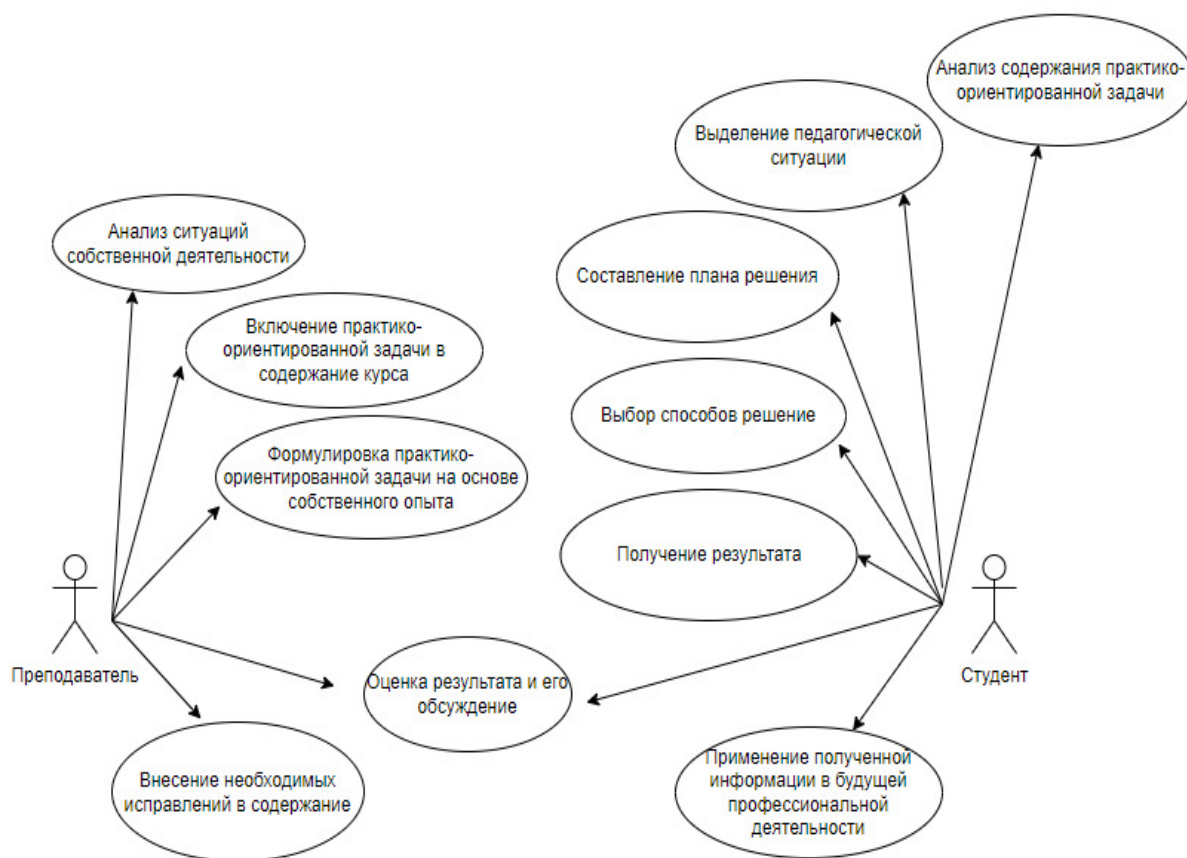 Анализ содержания практико-
ориентированной задачи
Выделение педагогической
ситуации
Анализ ситуаций
собственной деятельности
Составление плана решения
Включение практико-
ориентированной задачи в
содержание курса
Выбор способов решение
Формулировка практико-
ориентированной задачи на основе
собственного опыта
Получение результата
Преподаватель
Студент
Оценка результата и его
обсуждение
Внесение необходимых
исправлений в содержание
Применение полученной
информации в будущей
профессиональной
деятельности